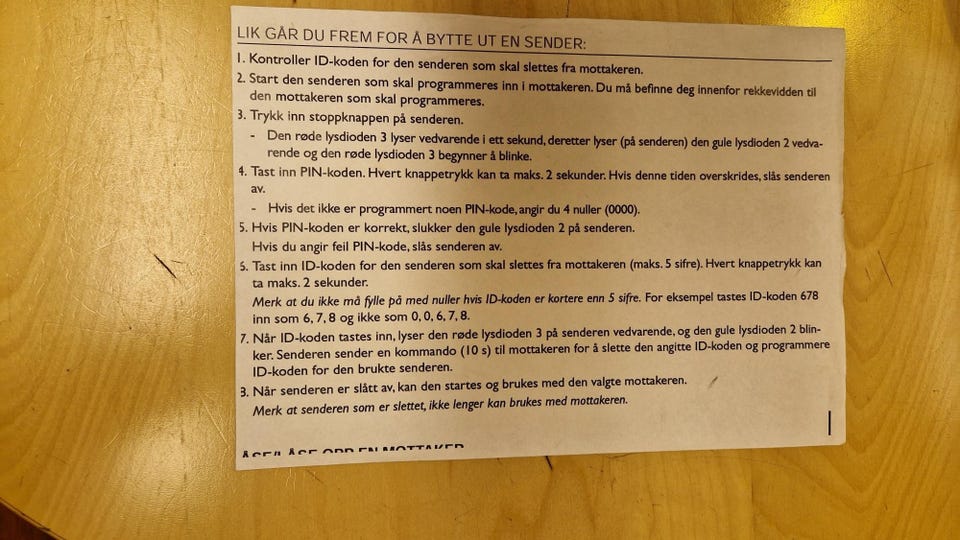 LIK GÅR DU FREM FOR Å BYTTE UT EN SENDER:
1. Kontroller ID-koden for den senderen som skal slettes fra mottakeren.
2. Start den senderen som skal programmeres inn i mottakeren. Du må befinne deg innenfor rekkevidden til
den mottakeren som skal programmeres.
3. Trykk inn stoppknappen på senderen.
- Den røde lysdioden 3 lyser vedvarende i ett sekund, deretter lyser (på senderen) den gule lysdioden 2 vedva-
rende og den røde lysdioden 3 begynner å blinke.
4. Tast inn PIN-koden. Hvert knappetrykk kan ta maks. 2 sekunder. Hvis denne tiden overskrides, slås senderen
av.
- Hvis det ikke er programmert noen PIN-kode, angir du 4 nuller (0000).
5. Hvis PIN-koden er korrekt, slukker den gule lysdioden 2 på senderen.
Hvis du angir feil PIN-kode, slås senderen av.
6. Tast inn ID-koden for den senderen som skal slettes fra mottakeren (maks. 5 sifre). Hvert knappetrykk kan
ta maks. 2 sekunder.
Merk at du ikke må fylle på med nuller hvis ID-koden er kortere enn 5 sifre. For eksempel tastes ID-koden 678
inn som 6, 7, 8 og ikke som 0, 0, 6, 7, 8.
7. Når ID-koden tastes inn, lyser den røde lysdioden 3 på senderen vedvarende, og den gule lysdioden 2 blin-
ker. Senderen sender en kommando (10 s) til mottakeren for å slette den angitte ID-koden og programmere
ID-koden for den brukte senderen.
8. Når senderen er slått av, kan den startes og brukes med den valgte mottakeren.
Merk at senderen som er slettet, ikke lenger kan brukes med mottakeren.
ÅSE/LÅSE OPP EN MOTTAKER